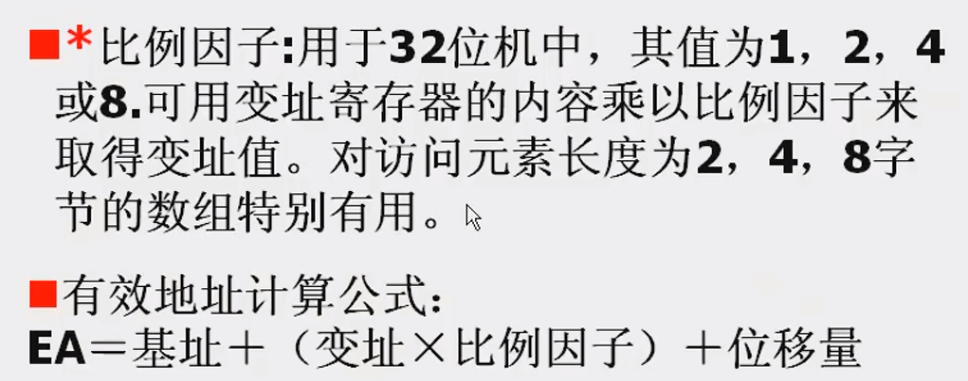 *比例因子:用于32位机中，其值为1，2，4
或8.可用变址寄存器的内容乘以比例因子来
取得变址值。对访问元素长度为2，4，8字
节的数组特别有用。
有效地址计算公式：
EA＝基址＋（变址×比例因子）＋位移量